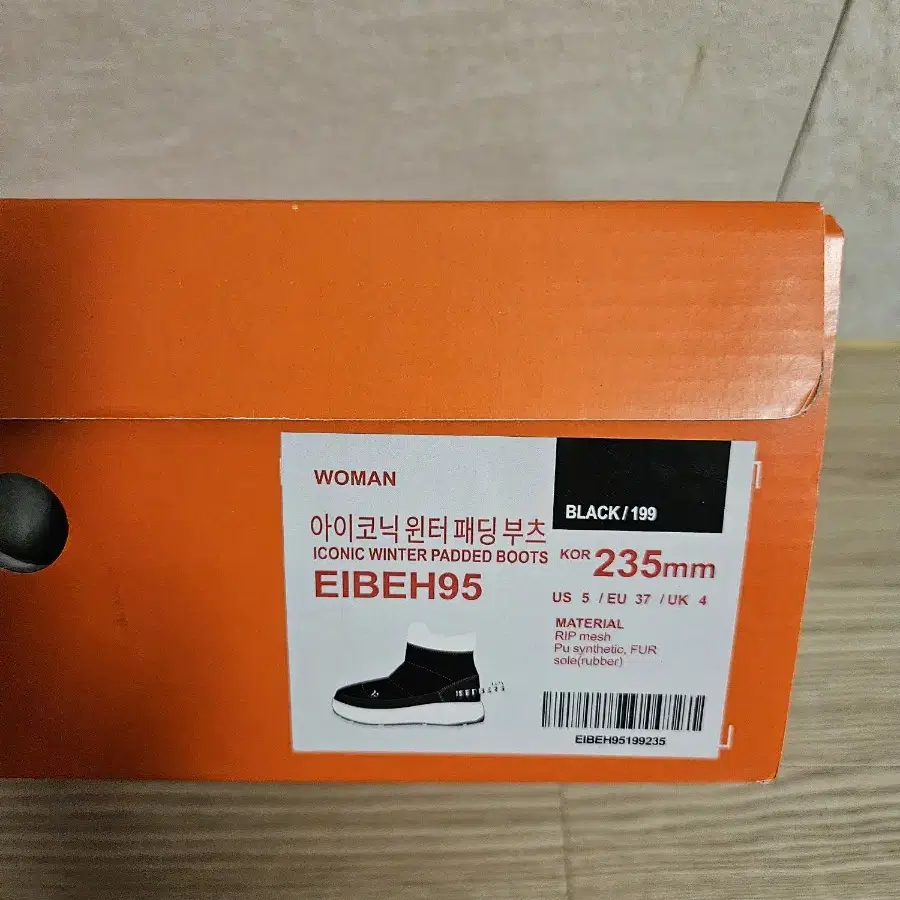 WOMAN
아이코닉 윈터 패딩 부츠
ICONIC WINTER PADDED BOOTS
EIBEH95
BLACK / 199
KOR 235mm
US 5 / EU 37 / UK 4
MATERIAL
RIP mesh
Pu synthetic, FUR
sole(rubber)
EIBEH95199235